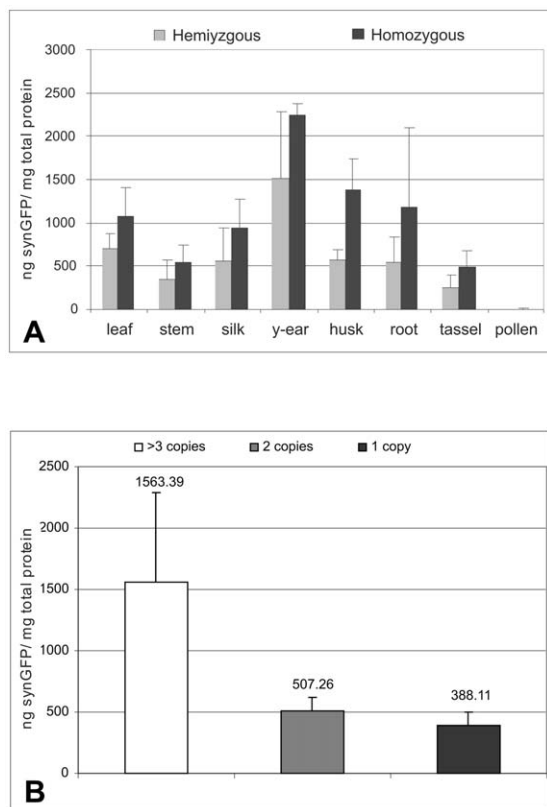 Hemiyzgous Homozygous
3000
2500
2000
1500
1000
500
0
ng synGFP/ mg total protein
leaf stem silk y-ear husk root tassel pollen
A
>3 copies 2 copies 1 copy
2500
2000
1500
1000
500
0
ng synGFP/ mg total protein
1563.39
507.26
388.11
B